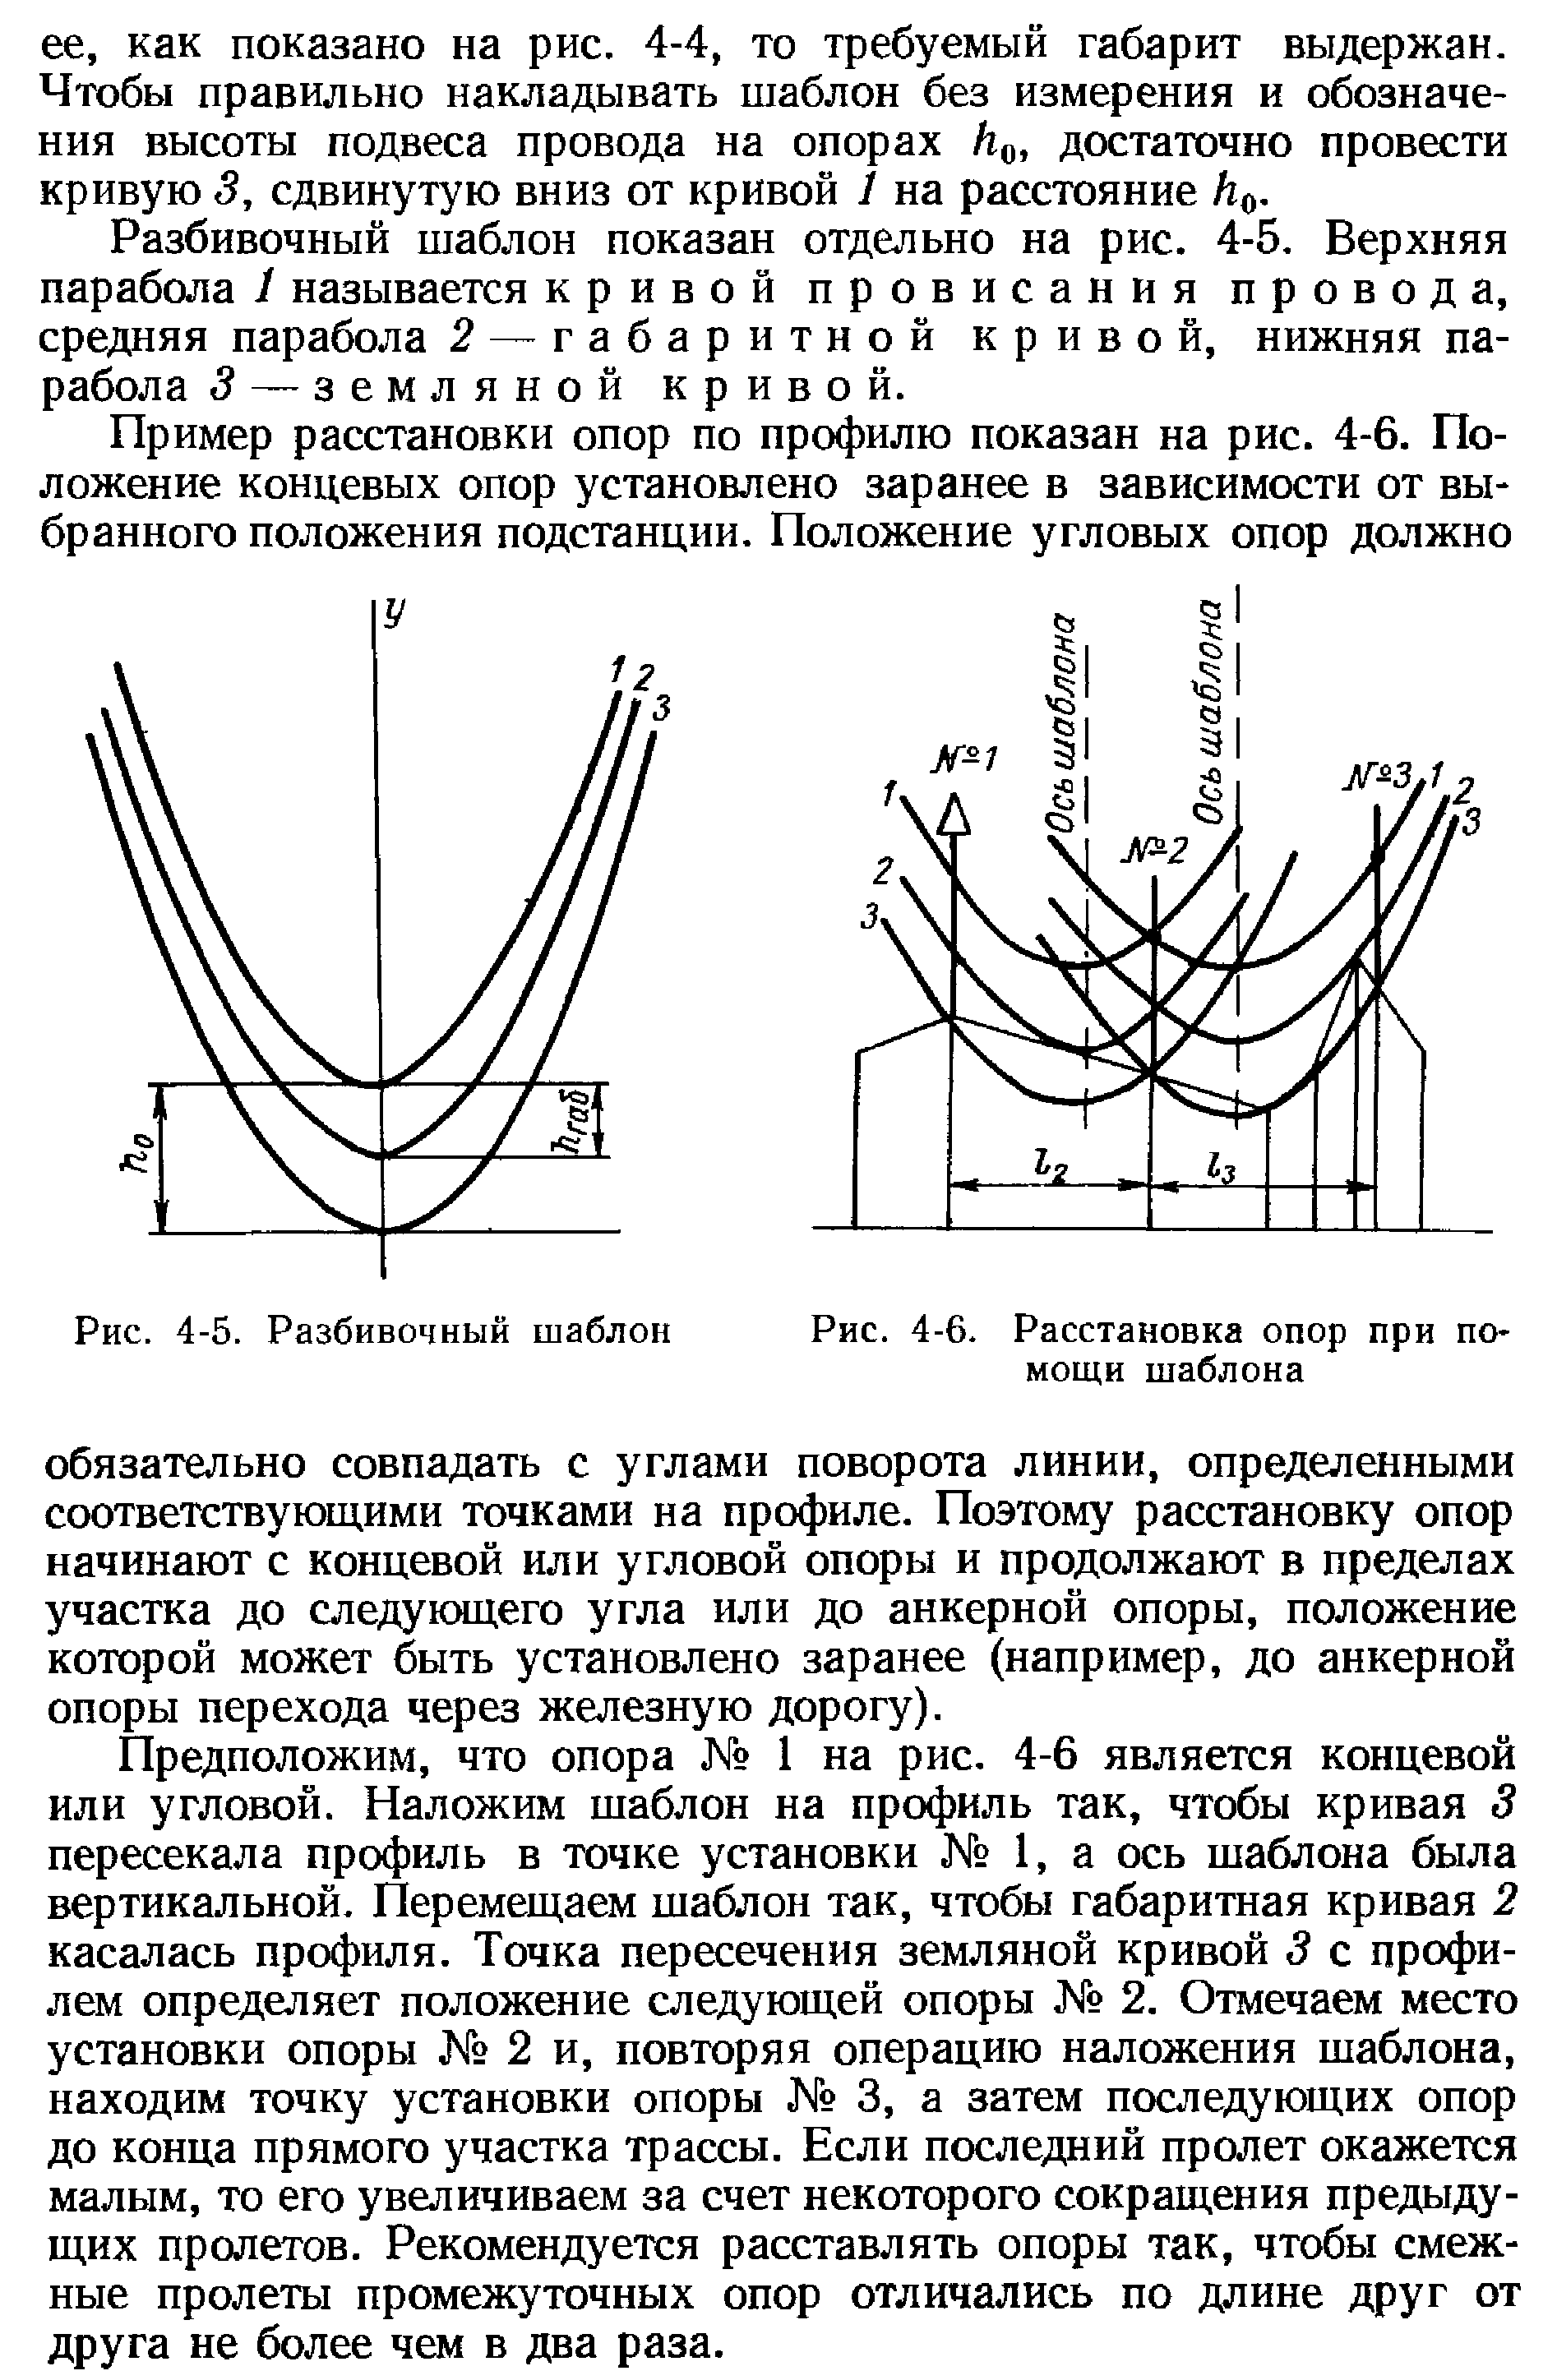 ее, как показано на рис. 4-4, то требуемый габарит выдержан.
Чтобы правильно накладывать шаблон без измерения и обозначе-
ния высоты подвеса провода на опорах h₀, достаточно провести
кривую 3, сдвинутую вниз от кривой 1 на расстояние h₀.
Разбивочный шаблон показан отдельно на рис. 4-5. Верхняя
парабола 1 называется кривой провисания провода,
средняя парабола 2 — габаритной кривой, нижняя па-
рабола 3 — земляной кривой.
Пример расстановки опор по профилю показан на рис. 4-6. По-
ложение концевых опор установлено заранее в зависимости от вы-
бранного положения подстанции. Положение угловых опор должно
y
1
2
3
h₀
hгаб
Рис. 4-5. Разбивочный шаблон
Ось шаблона
Ось шаблона
№1
№2
№3
1
2
3
1
2
3
l₂
l₃
Рис. 4-6. Расстановка опор при по-
мощи шаблона
обязательно совпадать с углами поворота линии, определенными
соответствующими точками на профиле. Поэтому расстановку опор
начинают с концевой или угловой опоры и продолжают в пределах
участка до следующего угла или до анкерной опоры, положение
которой может быть установлено заранее (например, до анкерной
опоры перехода через железную дорогу).
Предположим, что опора № 1 на рис. 4-6 является концевой
или угловой. Наложим шаблон на профиль так, чтобы кривая 3
пересекала профиль в точке установки № 1, а ось шаблона была
вертикальной. Перемещаем шаблон так, чтобы габаритная кривая 2
касалась профиля. Точка пересечения земляной кривой 3 с профи-
лем определяет положение следующей опоры № 2. Отмечаем место
установки опоры № 2 и, повторяя операцию наложения шаблона,
находим точку установки опоры № 3, а затем последующих опор
до конца прямого участка трассы. Если последний пролет окажется
малым, то его увеличиваем за счет некоторого сокращения предыду-
щих пролетов. Рекомендуется расставлять опоры так, чтобы смеж-
ные пролеты промежуточных опор отличались по длине друг от
друга не более чем в два раза.